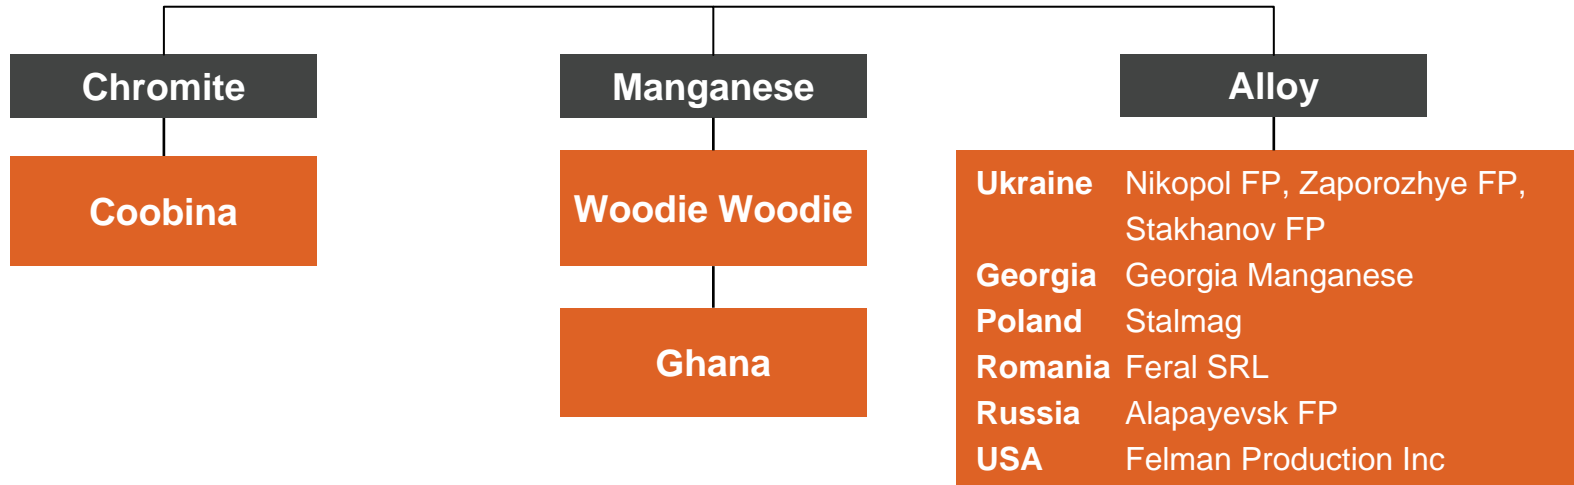 Chromite
Coobina
Manganese
Woodie Woodie
Ghana
Alloy
Ukraine Nikopol FP, Zaporozhye FP,
Stakhanov FP
Georgia Georgia Manganese
Poland Stalmag
Romania Feral SRL
Russia Alapayevsk FP
USA Felman Production Inc